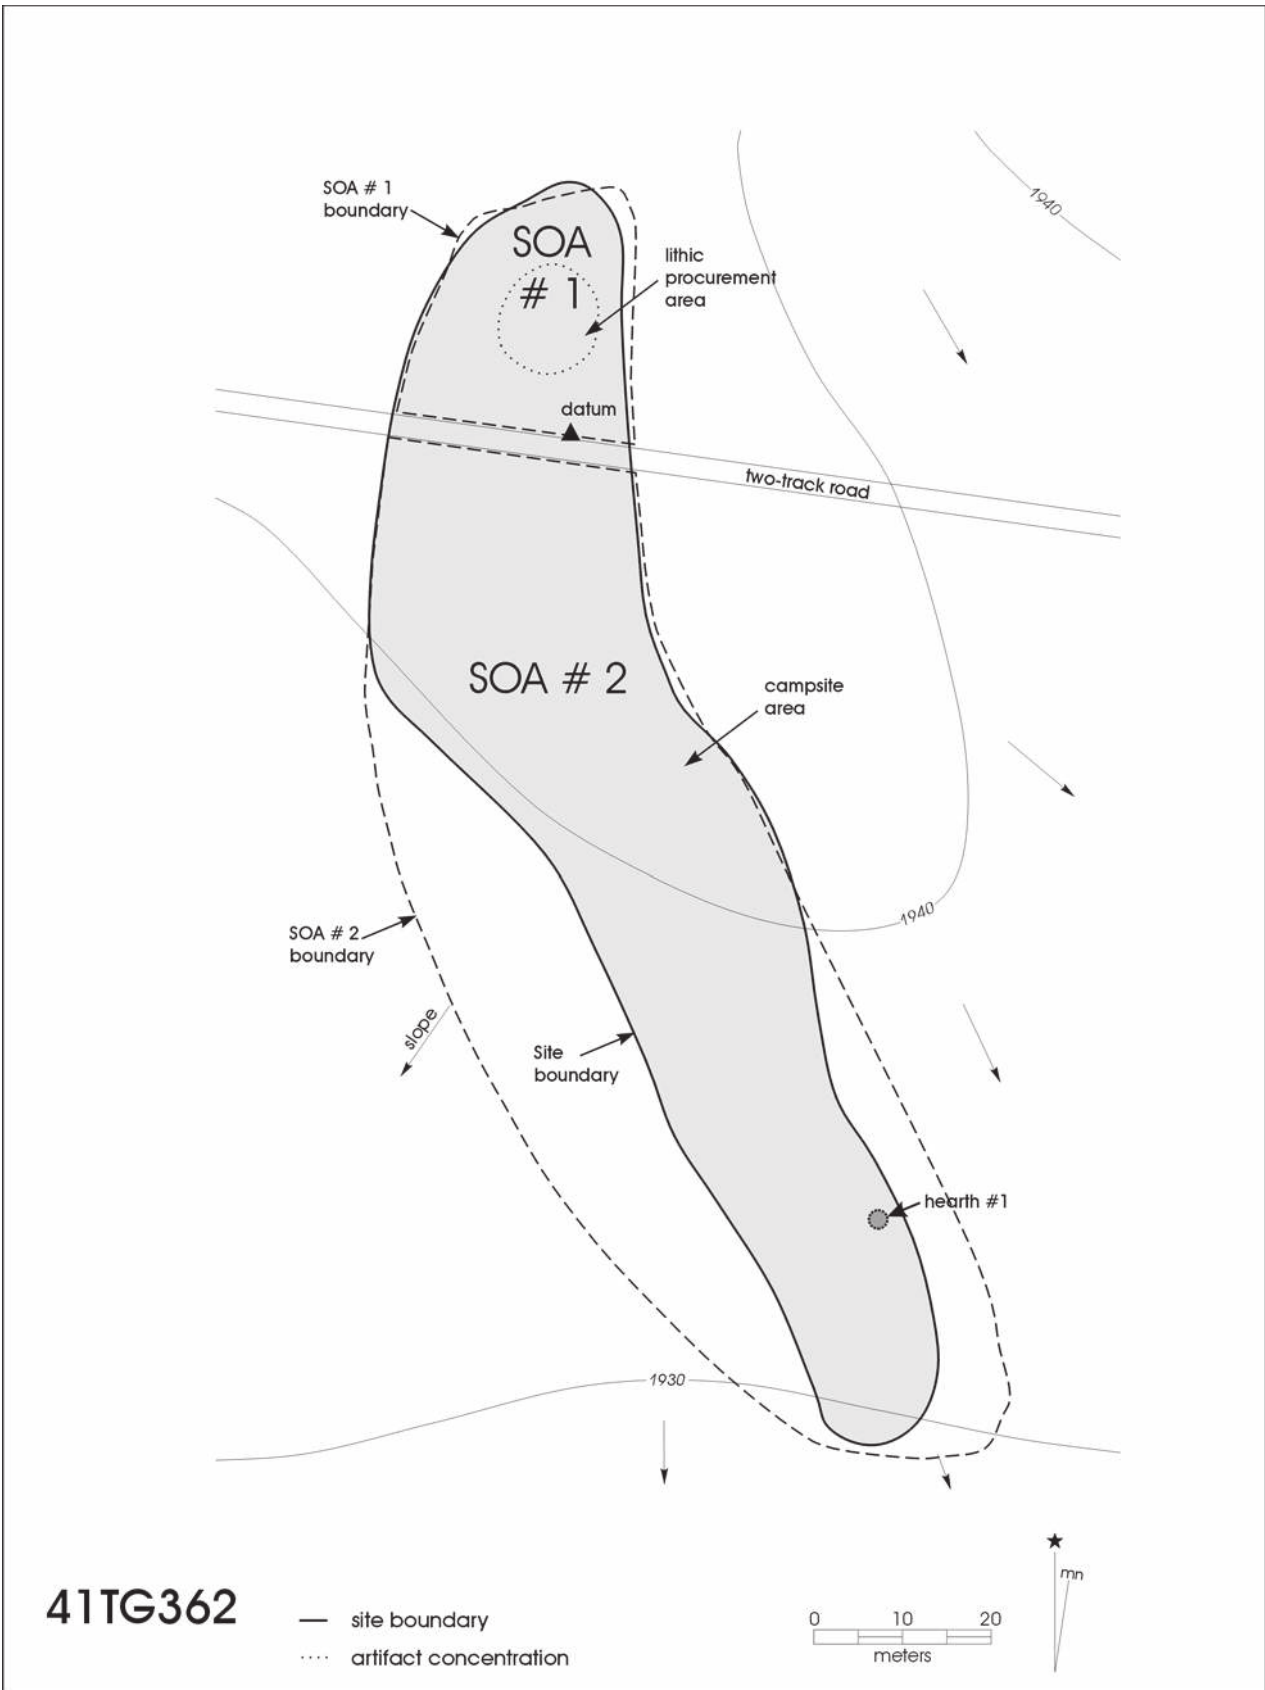 SOA # 1
boundary
SOA
# 1
1940
lithic
procurement
area
datum
two-track road
SOA # 2
campsite
area
1940
SOA # 2
boundary
slope
Site
boundary
hearth #1
1930
mn
41TG362
site boundary
artifact concentration
0 10 20
meters